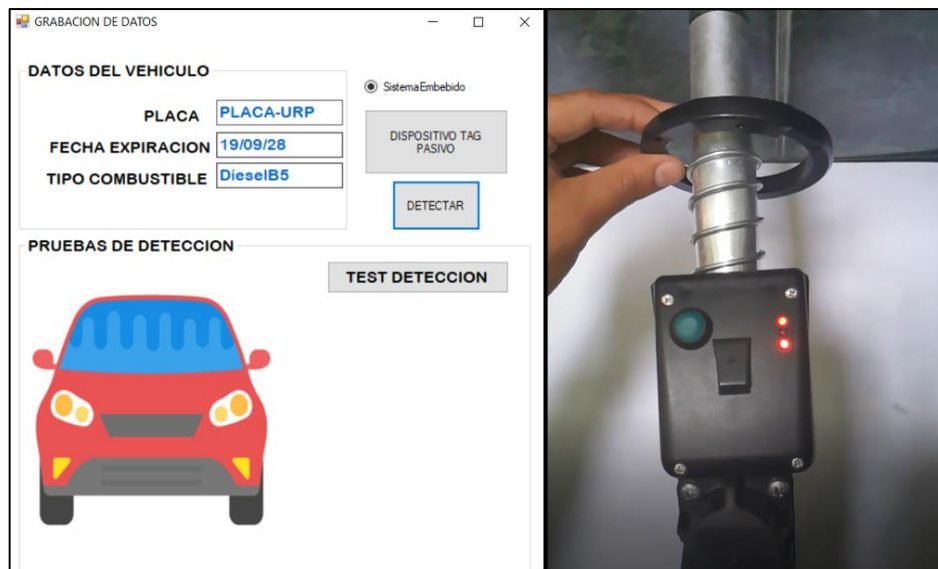 GRABACION DE DATOS
DATOS DEL VEHICULO
PLACA PLACA-URP
FECHA EXPIRACION 19/09/28
TIPO COMBUSTIBLE DieselB5
SistemaEmbebido
DISPOSITIVO TAG
PASIVO
DETECTAR
PRUEBAS DE DETECCION
TEST DETECCION